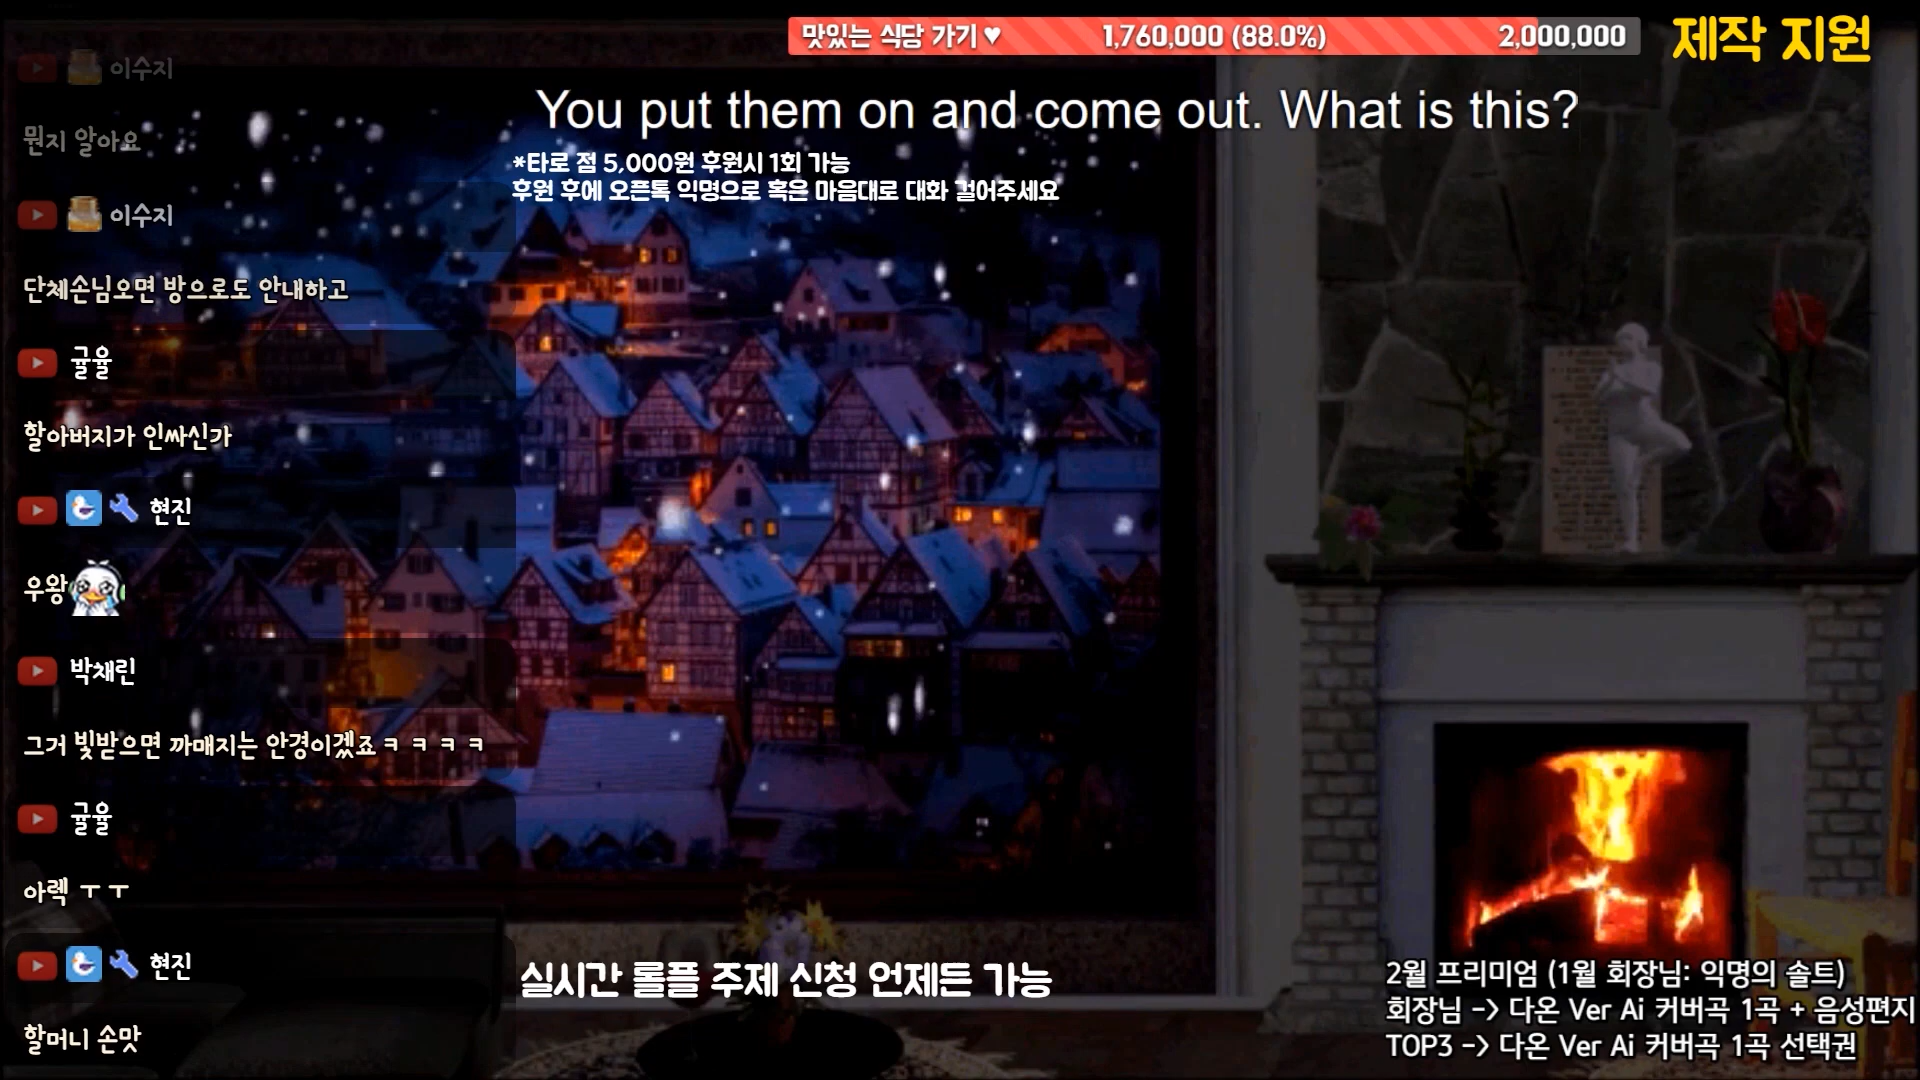 맛있는 식당 가기 ♥ 1,760,000 (88.0%) 2,000,000
제작 지원
You put them on and come out. What is this?
*타로 점 5,000원 후원시 1회 가능
후원 후에 오픈톡 익명으로 혹은 마음대로 대화 걸어주세요
이수지
뭔지 알아요
이수지
단체손님오면 방으로도 안내하고
귤율
할아버지가 인싸신가
현진
우왕
박채린
그거 빛받으면 까매지는 안경이겠죠ㅋㅋㅋㅋ
귤율
아렉 ㅜㅜ
현진
할머니 손맛
실시간 롤플 주제 신청 언제든 가능
2월 프리미엄 (1월 회장님: 익명의 솔트)
회장님 -> 다온 Ver Ai 커버곡 1곡 + 음성편지
TOP3 -> 다온 Ver Ai 커버곡 1곡 선택권